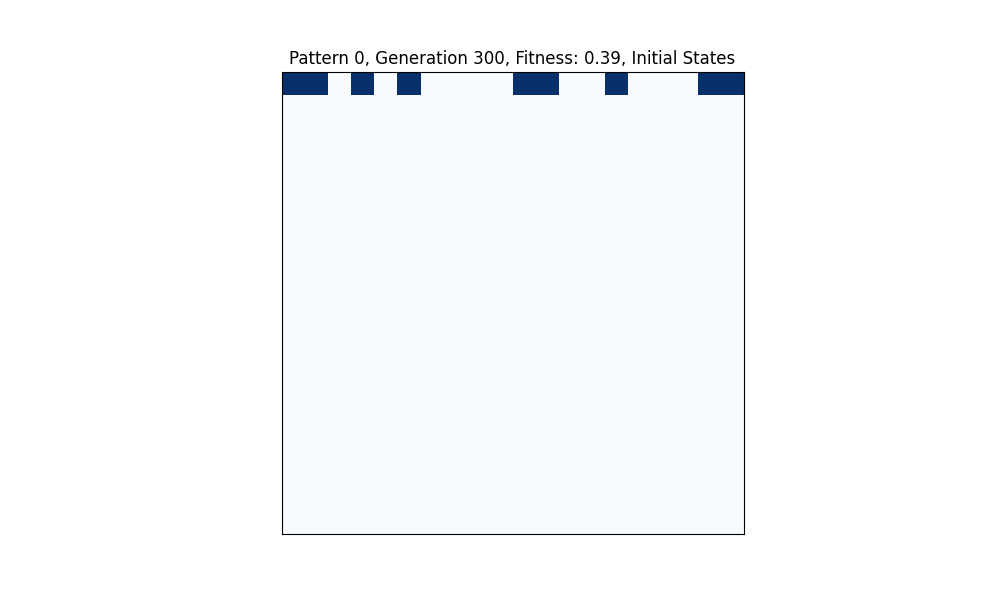 Pattern 0, Generation 300, Fitness: 0.39, Initial States